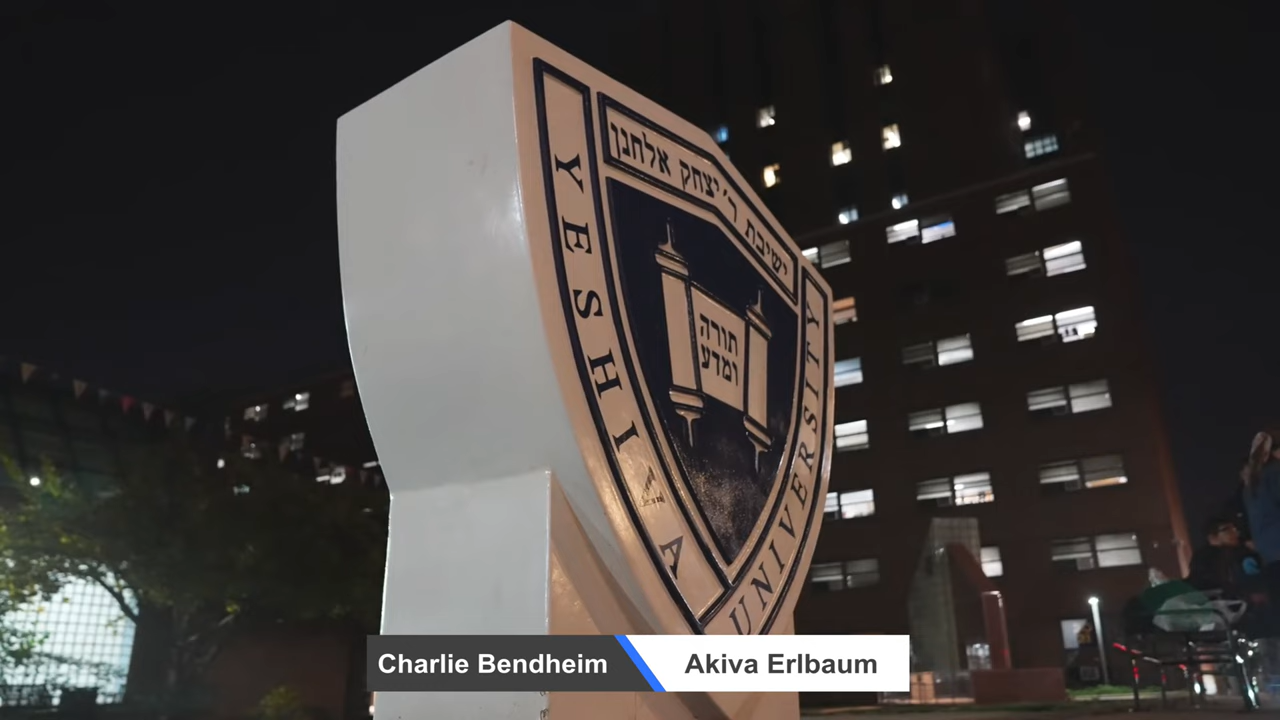 ישיבת ר׳ יצחק אלחנן
תורה
ומדע
YESHIVA
UNIVERSITY
Charlie Bendheim
Akiva Erlbaum